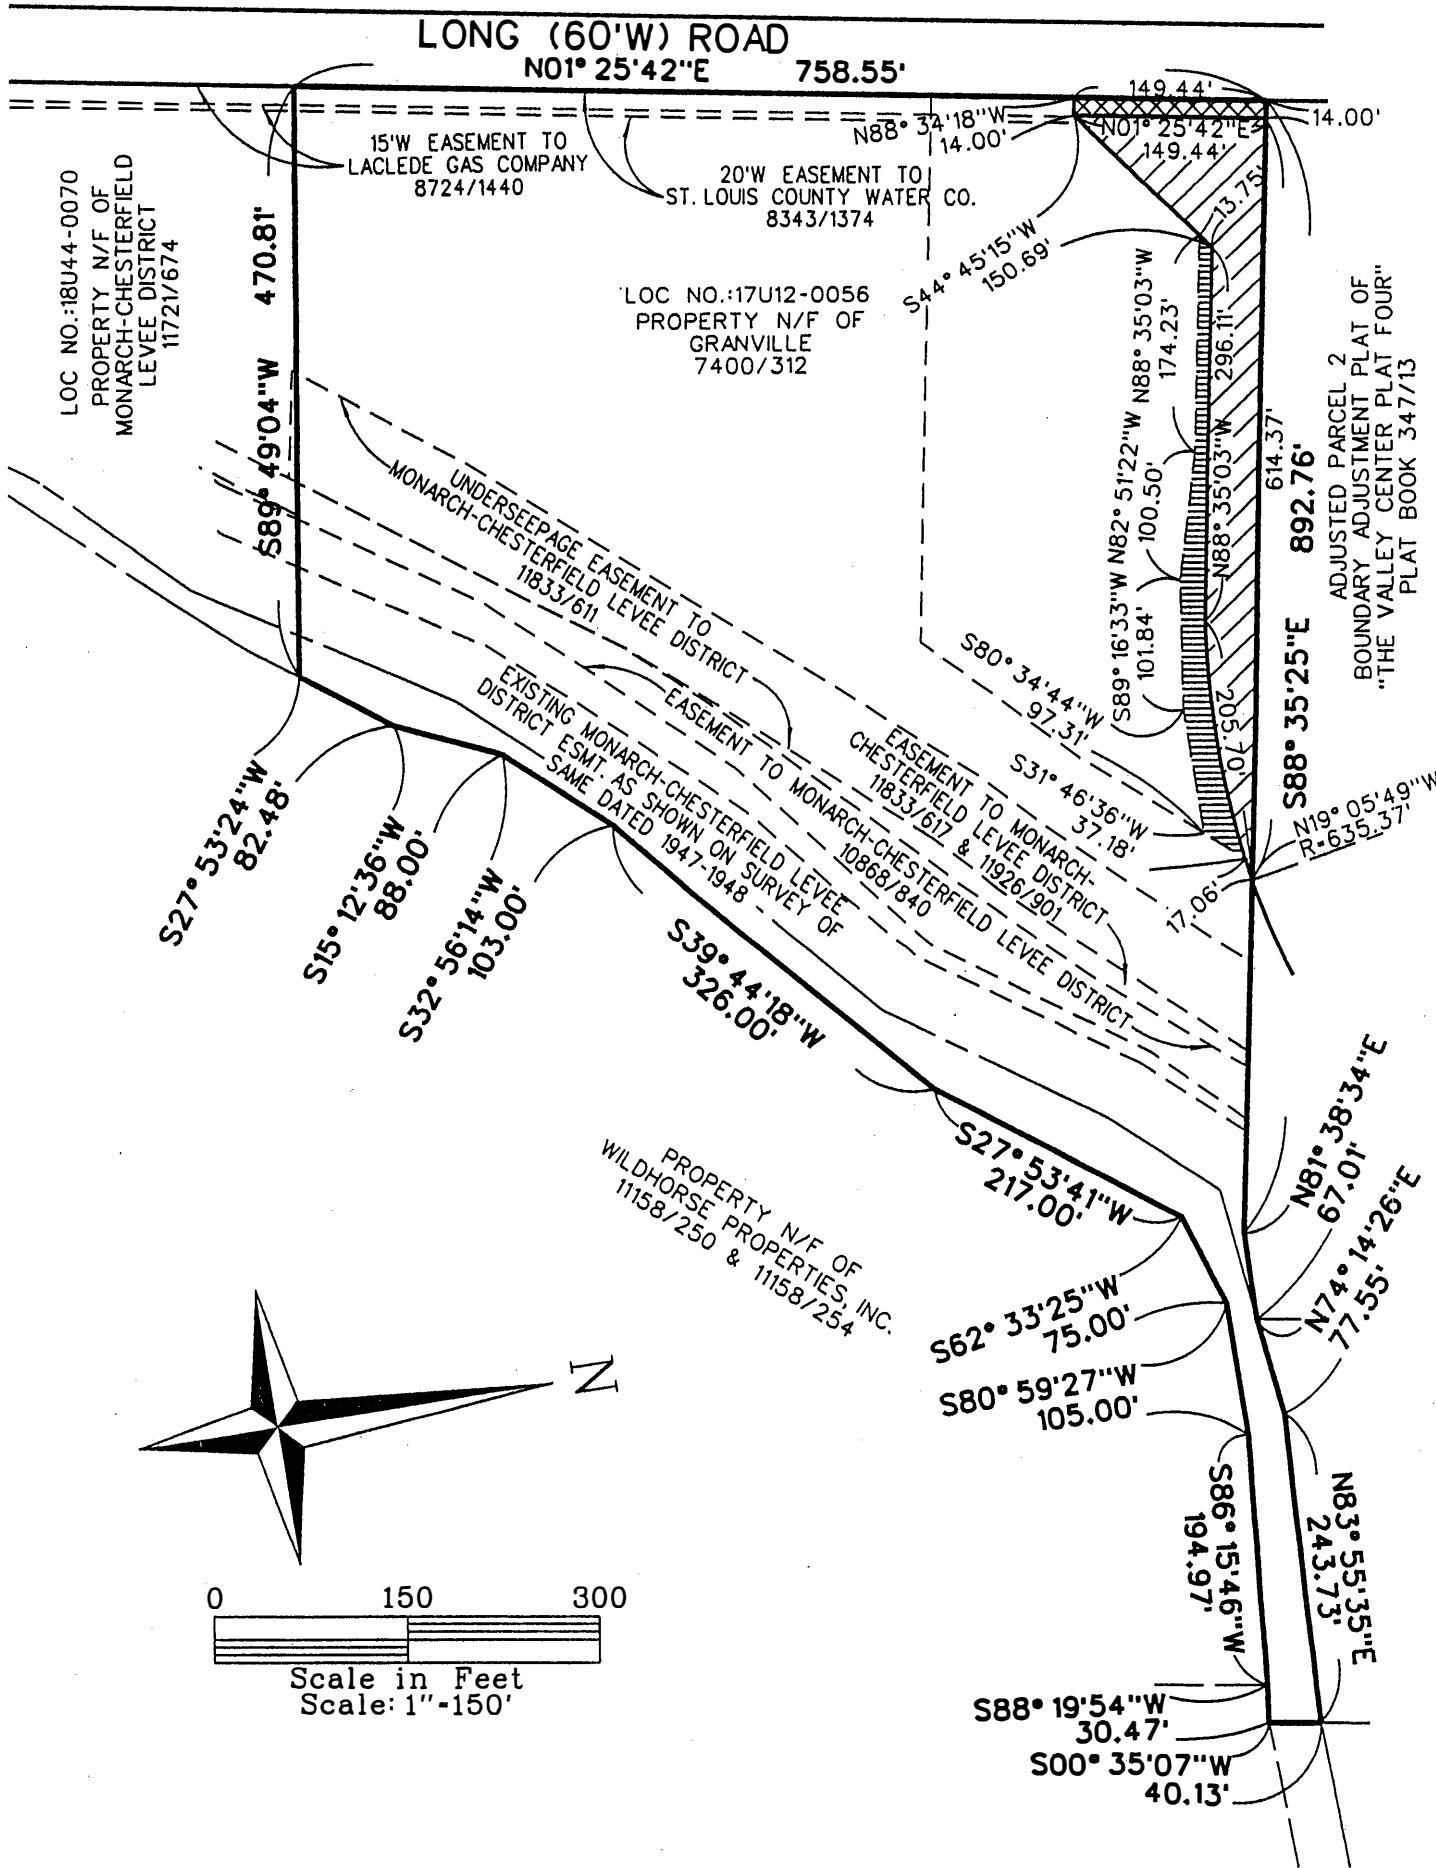 LONG (60'W) ROAD
N01° 25'42"E 758.55'
149.44'
14.00'
N88° 34'18"W
14.00'
N01° 25'42"E
149.44'
15'W EASEMENT TO
LACLEDE GAS COMPANY
8724/1440
20'W EASEMENT TO
ST. LOUIS COUNTY WATER CO.
8343/1374
LOC NO.:18U44-0070
PROPERTY N/F OF
MONARCH-CHESTERFIELD
LEVEE DISTRICT
11721/674
S89° 49'04"W 470.81'
LOC NO.:17U12-0056
PROPERTY N/F OF
GRANVILLE
7400/312
S44° 45'15"W
150.69'
13.75'
N88° 35'03"W
174.23'
296.11'
N88° 35'03"W
N82° 51'22"W
100.50'
S89° 16'33"W
101.84'
205.70'
614.37'
S88° 35'25"E 892.76'
ADJUSTED PARCEL 2
BOUNDARY ADJUSTMENT PLAT OF
"THE VALLEY CENTER PLAT FOUR"
PLAT BOOK 347/13
UNDERSEEPAGE EASEMENT TO
MONARCH-CHESTERFIELD LEVEE DISTRICT
11833/611
EASEMENT TO MONARCH-CHESTERFIELD LEVEE DISTRICT
10868/840
EASEMENT TO MONARCH-
CHESTERFIELD LEVEE DISTRICT
11833/617 & 11926/901
EXISTING MONARCH-CHESTERFIELD LEVEE
DISTRICT ESMT. AS SHOWN ON SURVEY OF
SAME DATED 1947-1948
S80° 34'44"W
97.31'
S31° 46'36"W
37.18'
17.06'
N19° 05'49"W
R=635.37'
S27° 53'24"W
82.48'
S15° 12'36"W
88.00'
S32° 56'14"W
103.00'
S39° 44'18"W
326.00'
S27° 53'41"W
217.00'
PROPERTY N/F OF
WILDHORSE PROPERTIES, INC.
11158/250 & 11158/254
N81° 38'34"E
67.01'
N74° 14'26"E
77.55'
S62° 33'25"W
75.00'
S80° 59'27"W
105.00'
S86° 15'46"W
194.97'
N83° 55'35"E
243.73'
S88° 19'54"W
30.47'
S00° 35'07"W
40.13'
N
0 150 300
Scale in Feet
Scale: 1"=150'